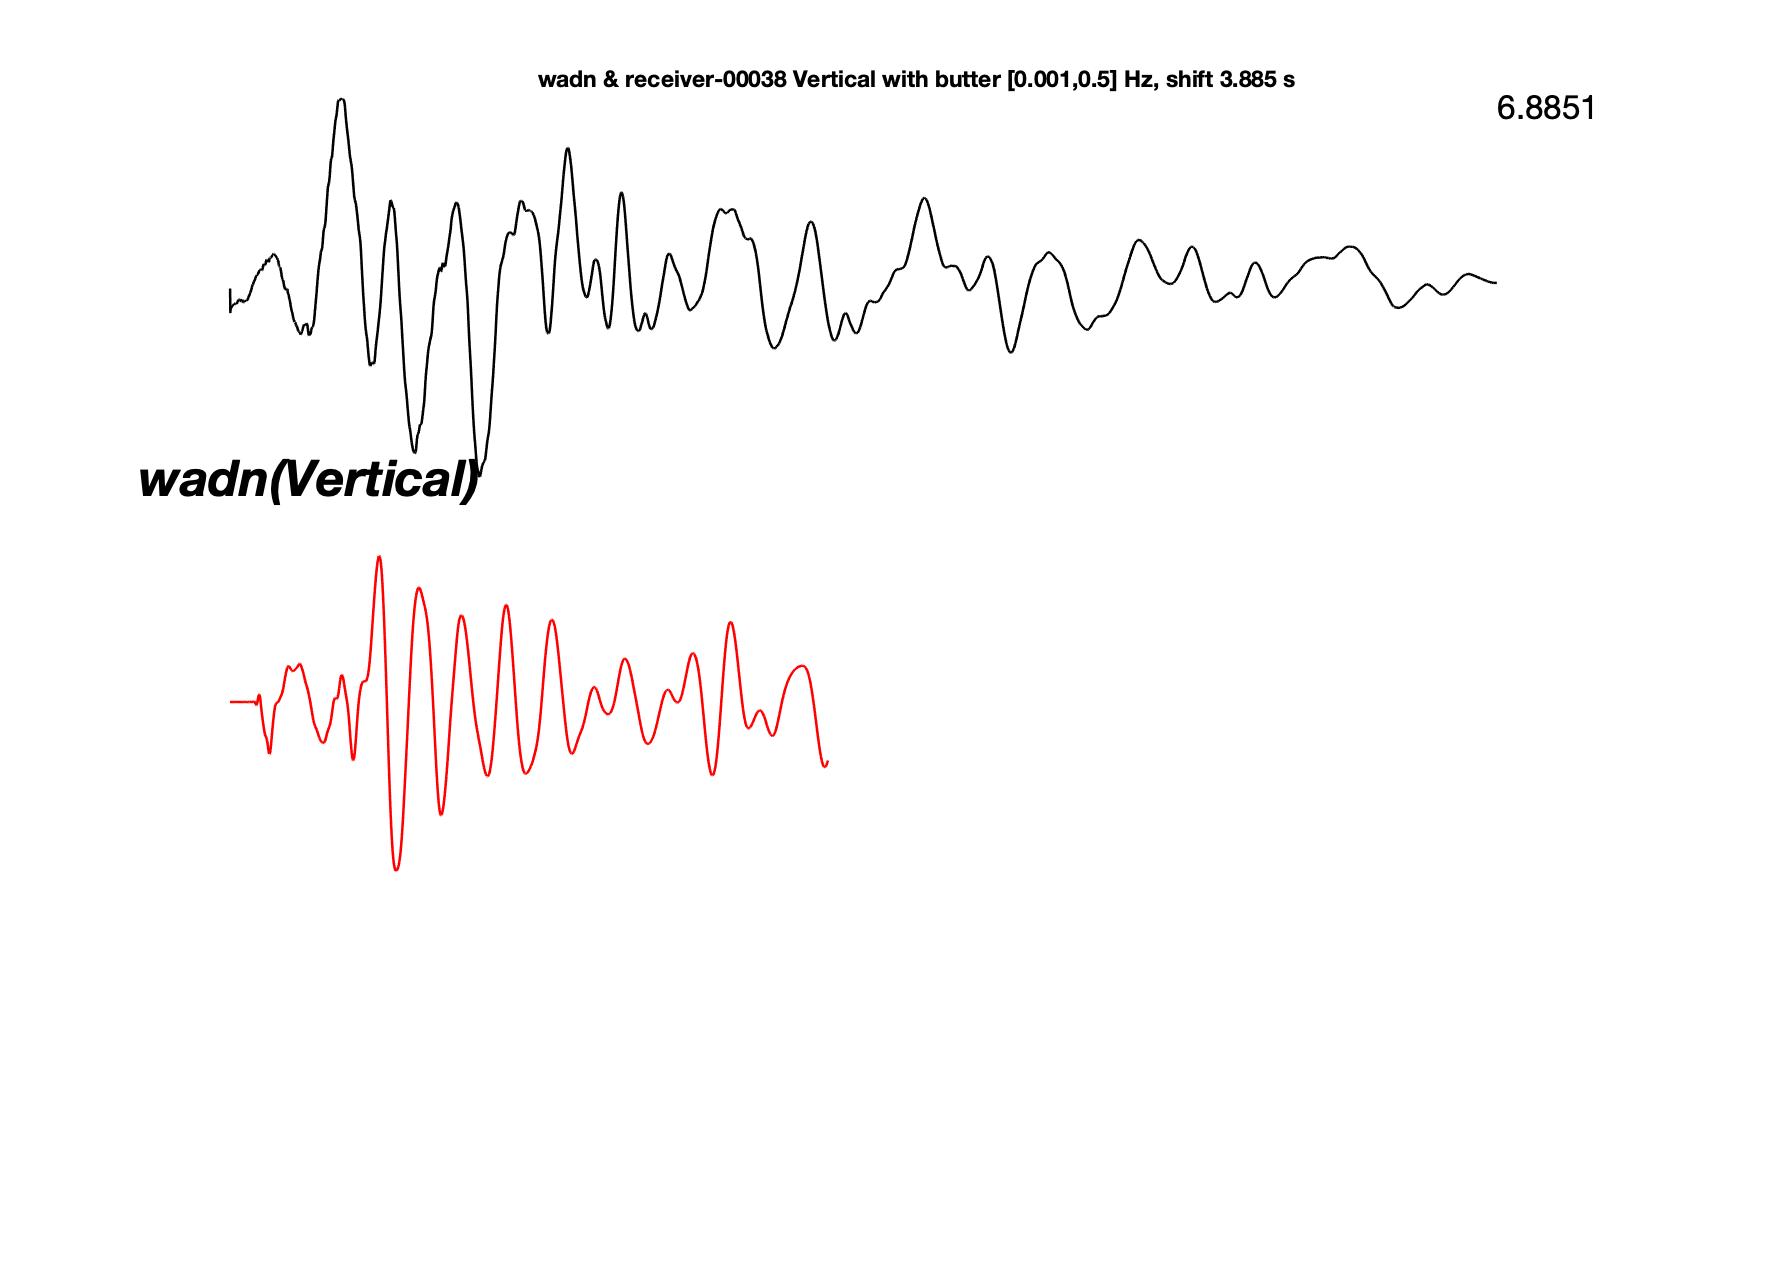 wadn & receiver-00038 Vertical with butter [0.001,0.5] Hz, shift 3.885 s
6.8851
wadn(Vertical)